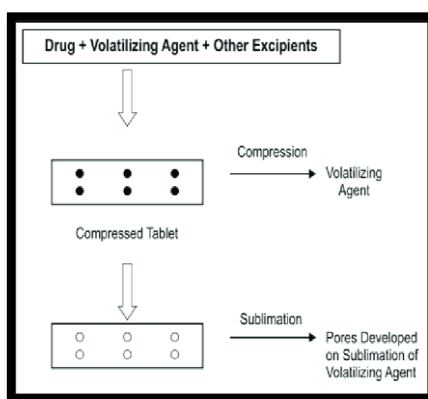 Drug + Volatilizing Agent + Other Excipients
Compression
Volatilizing
Agent
Compressed Tablet
Sublimation
Pores Developed
on Sublimation of
Volatilizing Agent